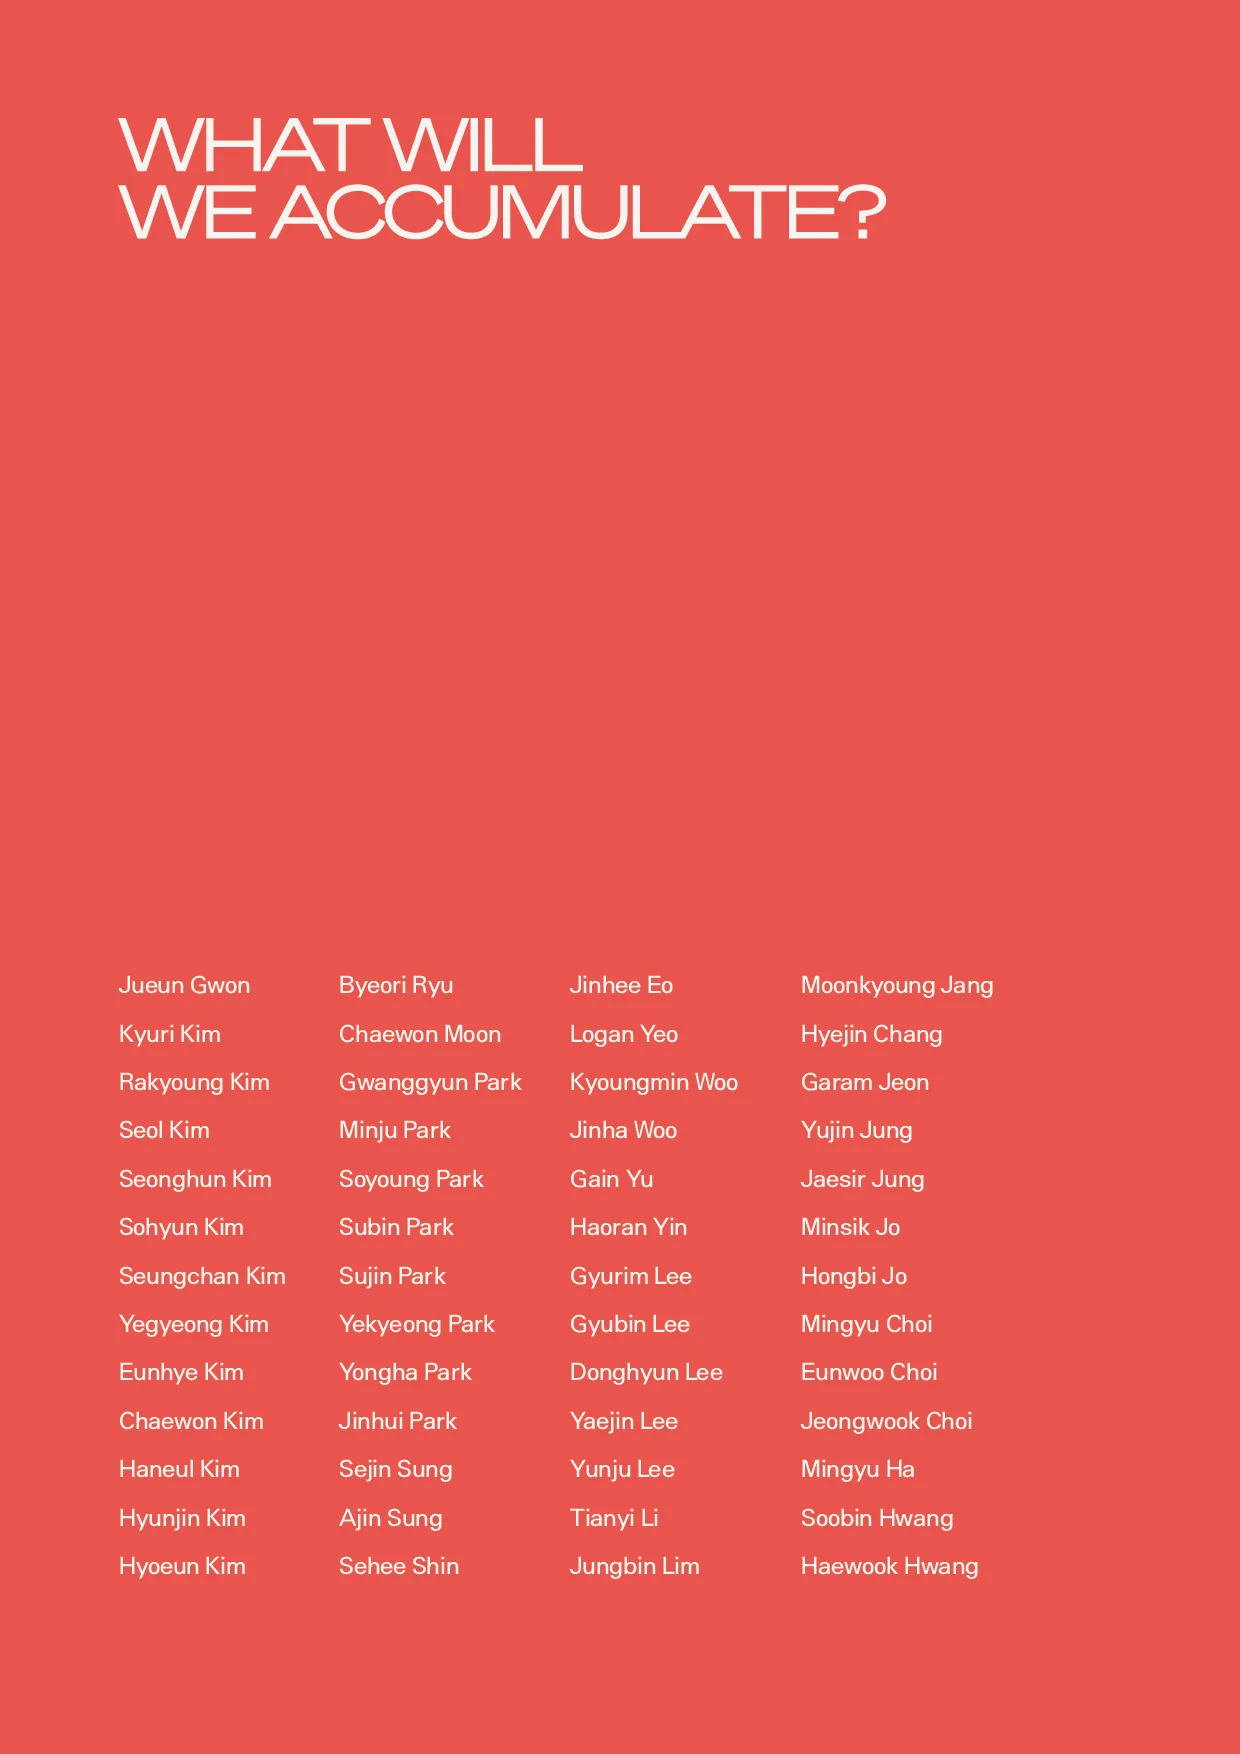 WHAT WILL
WE ACCUMULATE?
Jueun Gwon
Kyuri Kim
Rakyoung Kim
Seol Kim
Seonghun Kim
Sohyun Kim
Seungchan Kim
Yegyeong Kim
Eunhye Kim
Chaewon Kim
Haneul Kim
Hyunjin Kim
Hyoeun Kim
Byeori Ryu
Chaewon Moon
Gwanggyun Park
Minju Park
Soyoung Park
Subin Park
Sujin Park
Yekyeong Park
Yongha Park
Jinhui Park
Sejin Sung
Ajin Sung
Sehee Shin
Jinhee Eo
Logan Yeo
Kyoungmin Woo
Jinha Woo
Gain Yu
Haoran Yin
Gyurim Lee
Gyubin Lee
Donghyun Lee
Yaejin Lee
Yunju Lee
Tianyi Li
Jungbin Lim
Moonkyoung Jang
Hyejin Chang
Garam Jeon
Yujin Jung
Jaesir Jung
Minsik Jo
Hongbi Jo
Mingyu Choi
Eunwoo Choi
Jeongwook Choi
Mingyu Ha
Soobin Hwang
Haewook Hwang